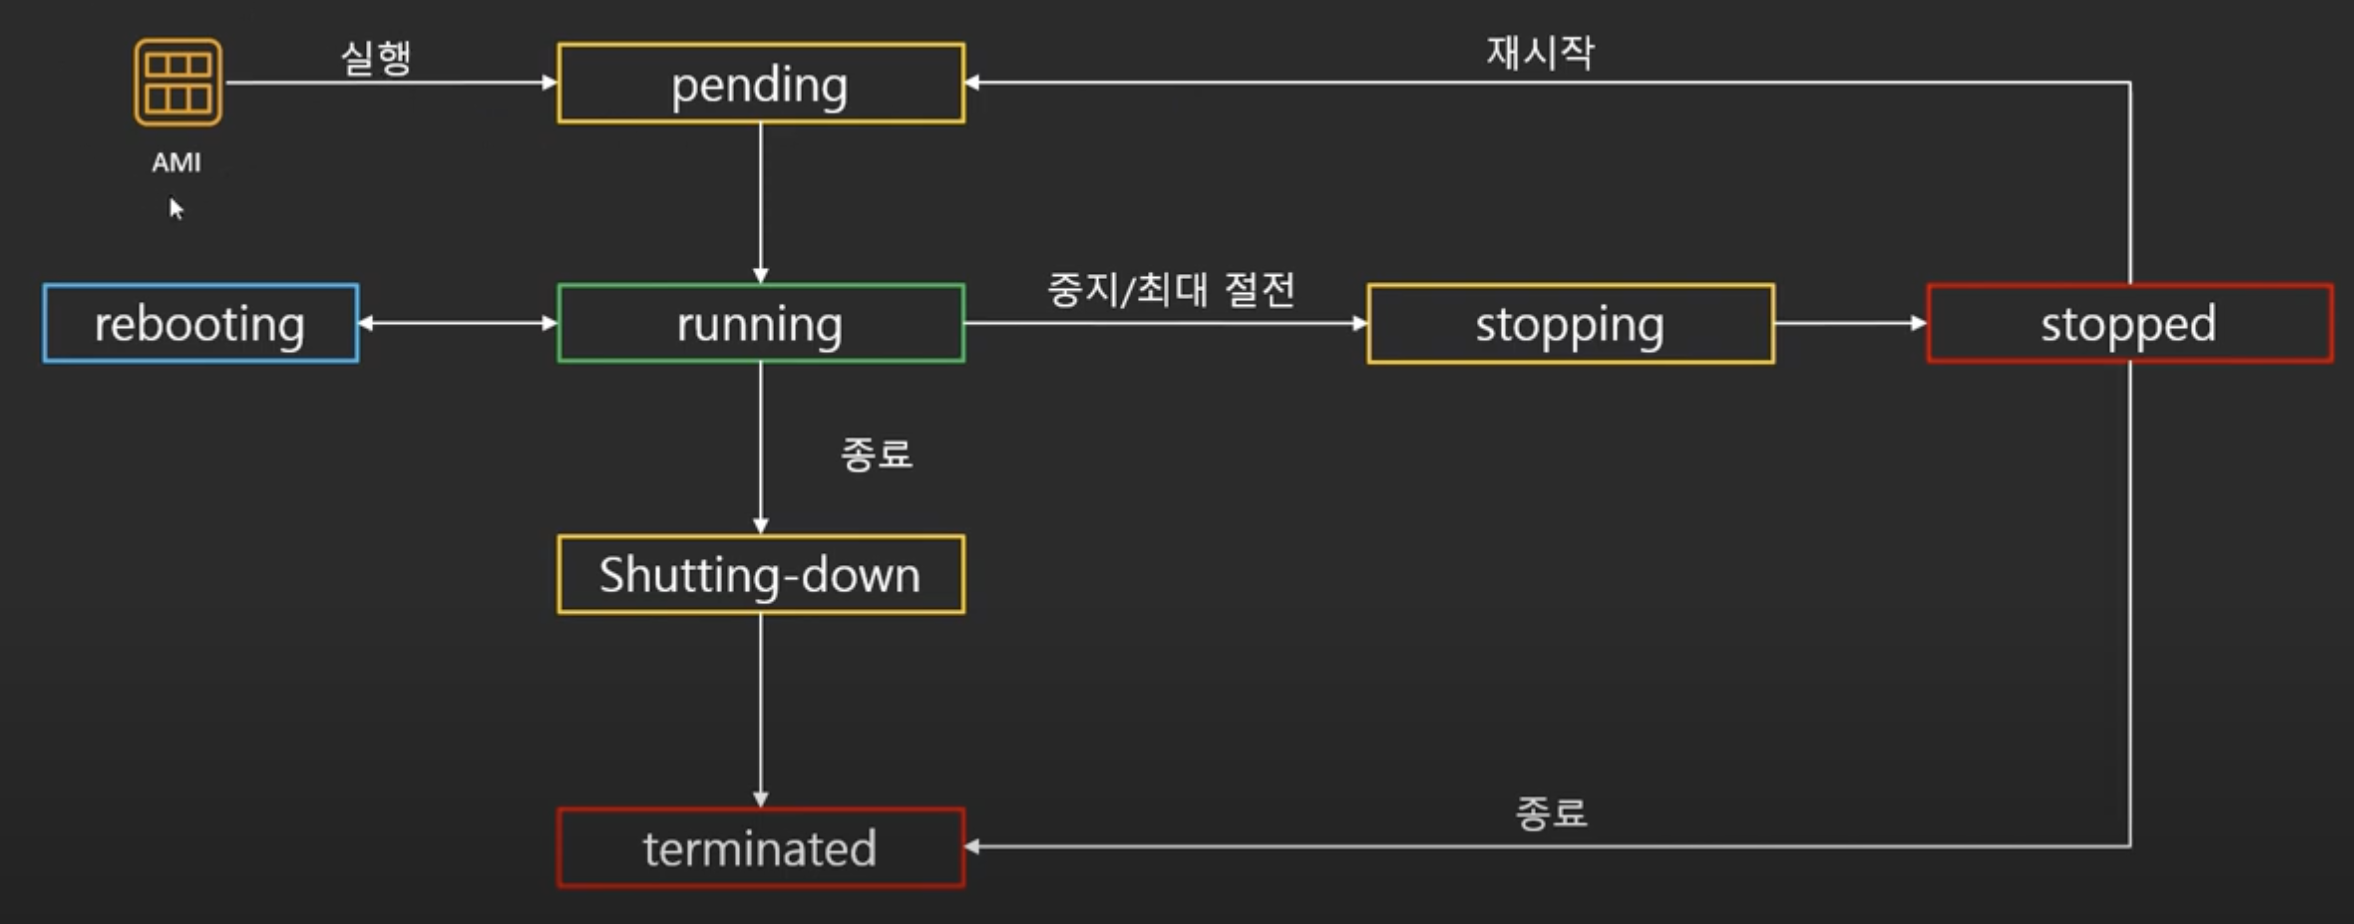 실행
pending
재시작
AMI
rebooting
running
중지/최대 절전
stopping
stopped
종료
Shutting-down
종료
terminated